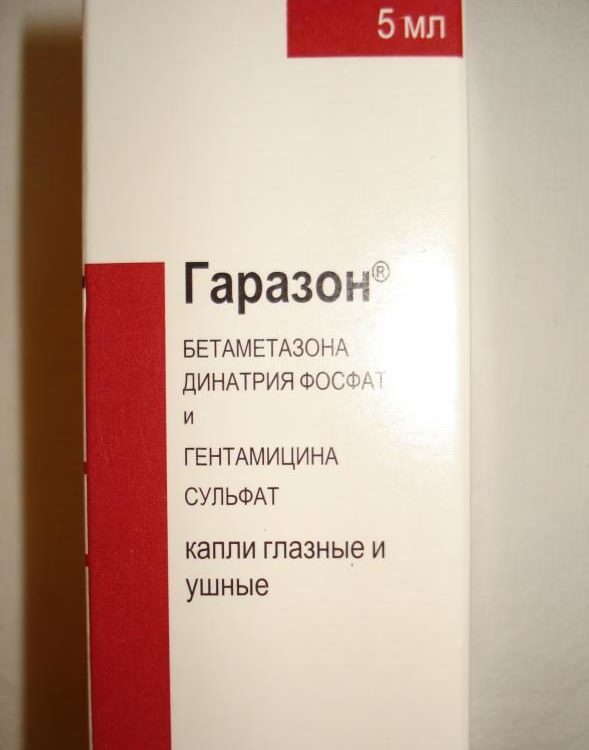 5 мл
Гаразон®
БЕТАМЕТАЗОНА
ДИНАТРИЯ ФОСФАТ
и
ГЕНТАМИЦИНА
СУЛЬФАТ
капли глазные и
ушные